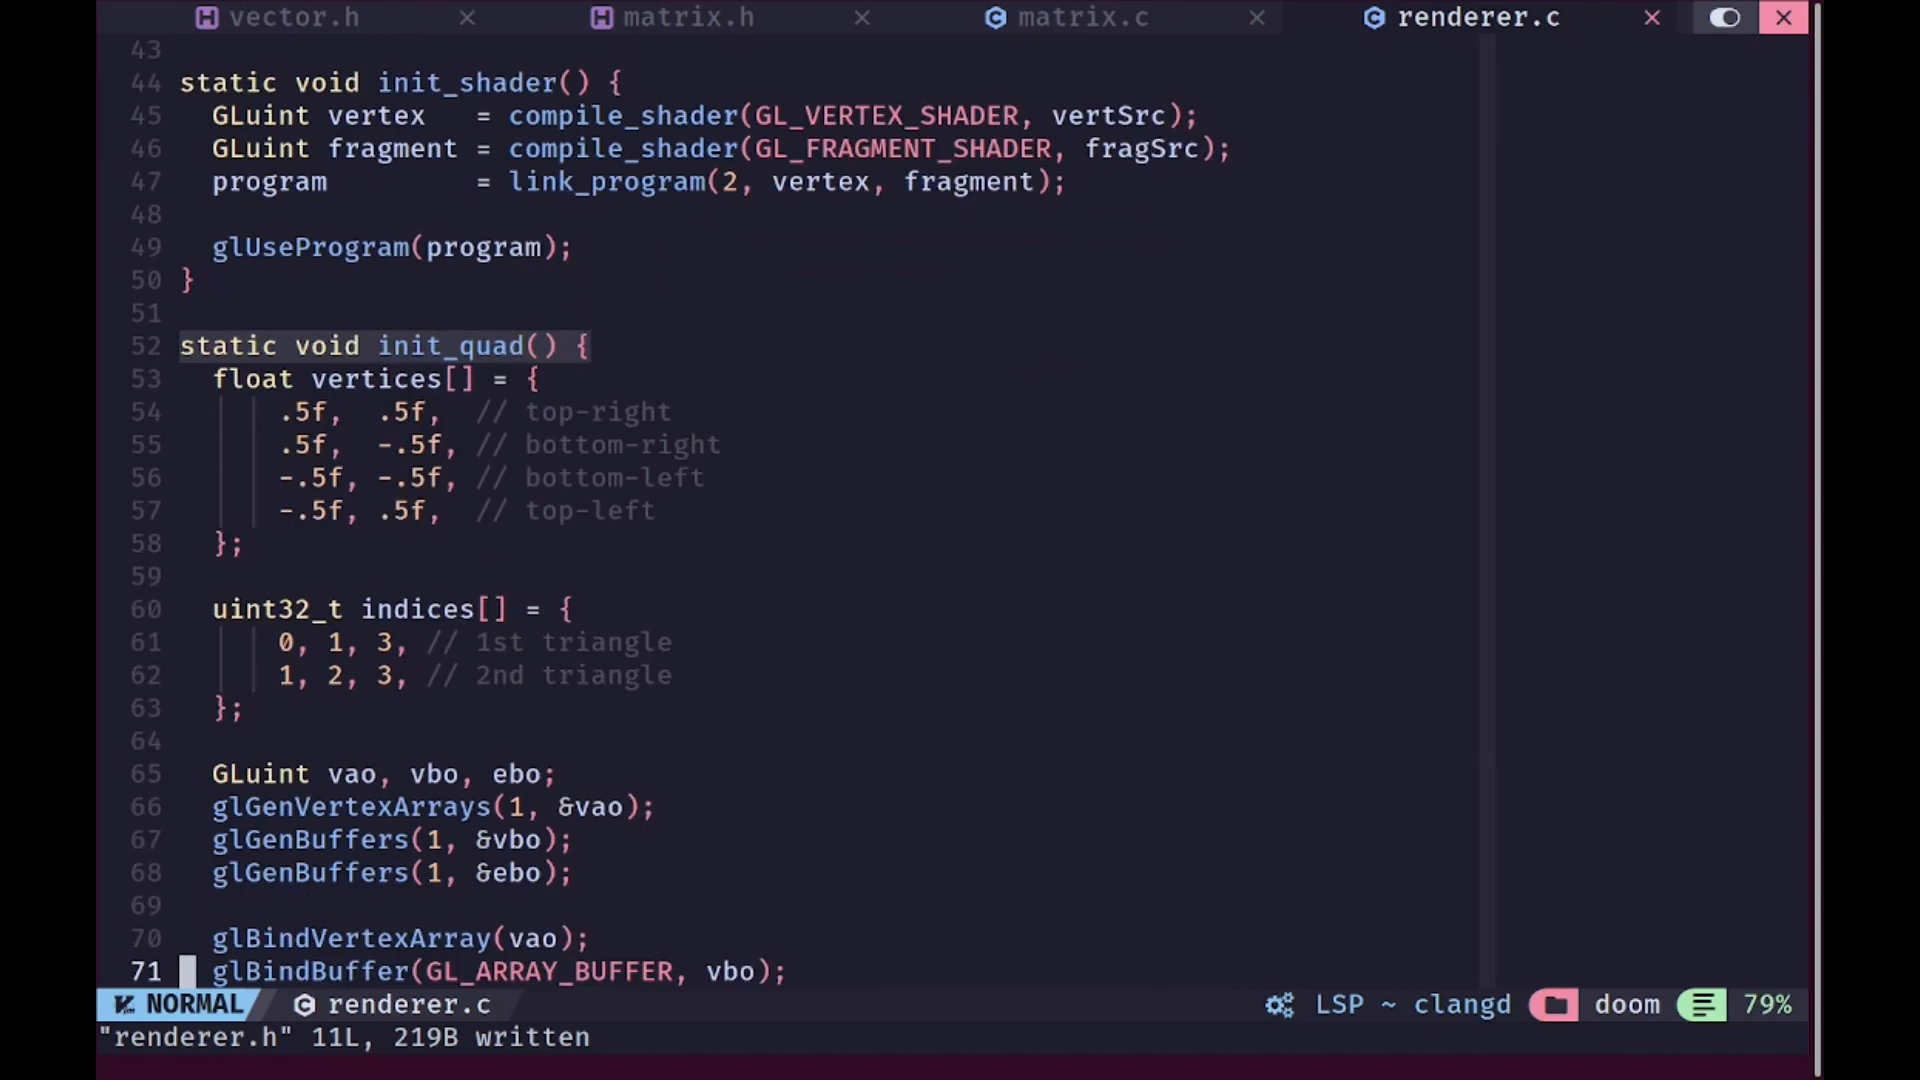 vector.h matrix.h matrix.c renderer.c
43
44 static void init_shader() {
45   GLuint vertex   = compile_shader(GL_VERTEX_SHADER, vertSrc);
46   GLuint fragment = compile_shader(GL_FRAGMENT_SHADER, fragSrc);
47   program         = link_program(2, vertex, fragment);
48
49   glUseProgram(program);
50 }
51
52 static void init_quad() {
53   float vertices[] = {
54       .5f,  .5f,  // top-right
55       .5f,  -.5f, // bottom-right
56       -.5f, -.5f, // bottom-left
57       -.5f, .5f,  // top-left
58   };
59
60   uint32_t indices[] = {
61       0, 1, 3, // 1st triangle
62       1, 2, 3, // 2nd triangle
63   };
64
65   GLuint vao, vbo, ebo;
66   glGenVertexArrays(1, &vao);
67   glGenBuffers(1, &vbo);
68   glGenBuffers(1, &ebo);
69
70   glBindVertexArray(vao);
71   glBindBuffer(GL_ARRAY_BUFFER, vbo);
NORMAL renderer.c LSP ~ clangd doom 79%
"renderer.h" 11L, 219B written